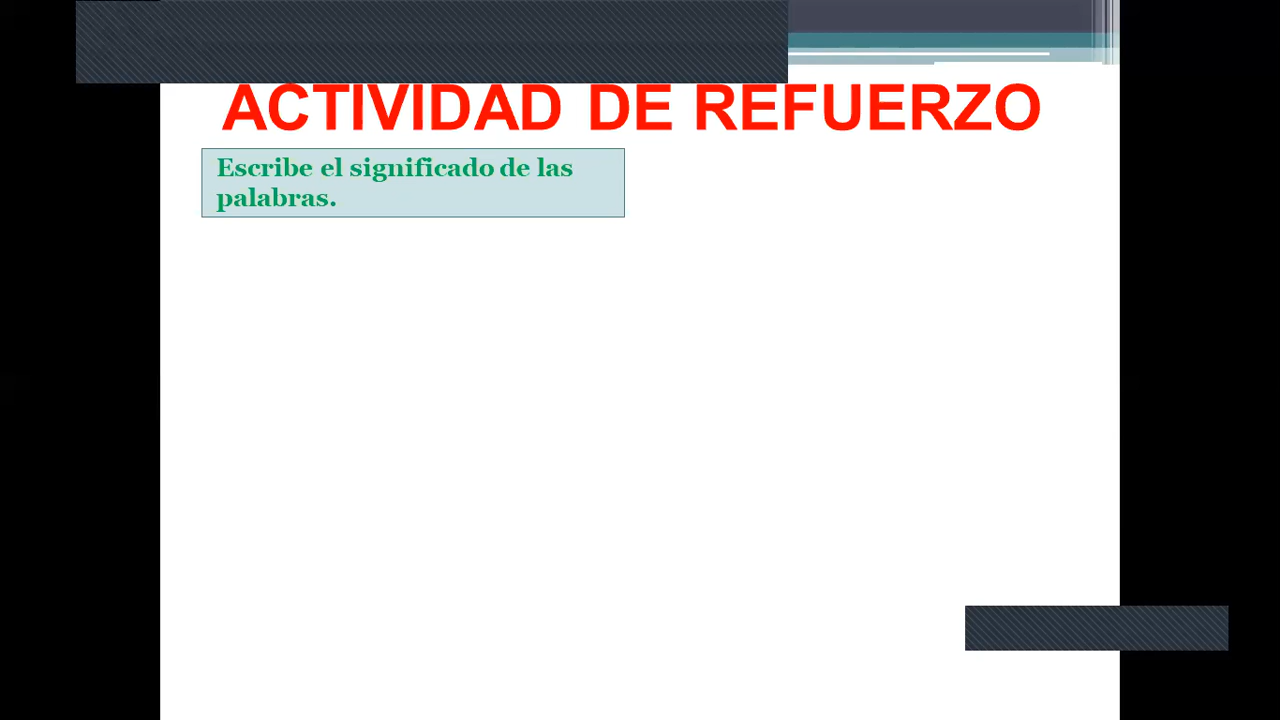 ACTIVIDAD DE REFUERZO
Escribe el significado de las
palabras.